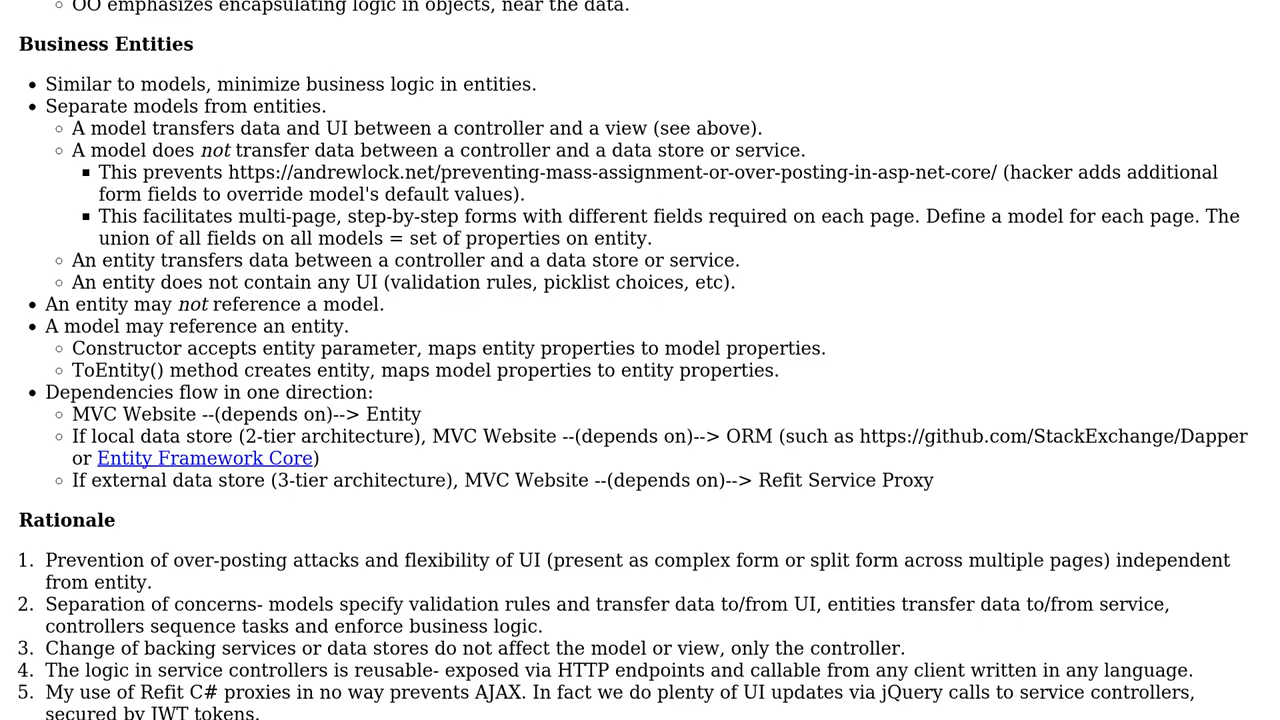 OO emphasizes encapsulating logic in objects, near the data.
Business Entities
Similar to models, minimize business logic in entities.
Separate models from entities.
A model transfers data and UI between a controller and a view (see above).
A model does not transfer data between a controller and a data store or service.
This prevents https://andrewlock.net/preventing-mass-assignment-or-over-posting-in-asp-net-core/ (hacker adds additional
form fields to override model's default values).
This facilitates multi-page, step-by-step forms with different fields required on each page. Define a model for each page. The
union of all fields on all models = set of properties on entity.
An entity transfers data between a controller and a data store or service.
An entity does not contain any UI (validation rules, picklist choices, etc).
An entity may not reference a model.
A model may reference an entity.
Constructor accepts entity parameter, maps entity properties to model properties.
ToEntity() method creates entity, maps model properties to entity properties.
Dependencies flow in one direction:
MVC Website --(depends on)--> Entity
If local data store (2-tier architecture), MVC Website --(depends on)--> ORM (such as https://github.com/StackExchange/Dapper
or Entity Framework Core)
If external data store (3-tier architecture), MVC Website --(depends on)--> Refit Service Proxy
Rationale
1. Prevention of over-posting attacks and flexibility of UI (present as complex form or split form across multiple pages) independent
from entity.
2. Separation of concerns- models specify validation rules and transfer data to/from UI, entities transfer data to/from service,
controllers sequence tasks and enforce business logic.
3. Change of backing services or data stores do not affect the model or view, only the controller.
4. The logic in service controllers is reusable- exposed via HTTP endpoints and callable from any client written in any language.
5. My use of Refit C# proxies in no way prevents AJAX. In fact we do plenty of UI updates via jQuery calls to service controllers,
secured by JWT tokens.